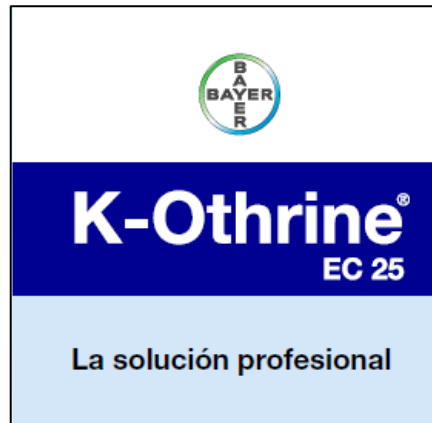 BAYER
BAYER
K-Othrine®
EC 25
La solución profesional